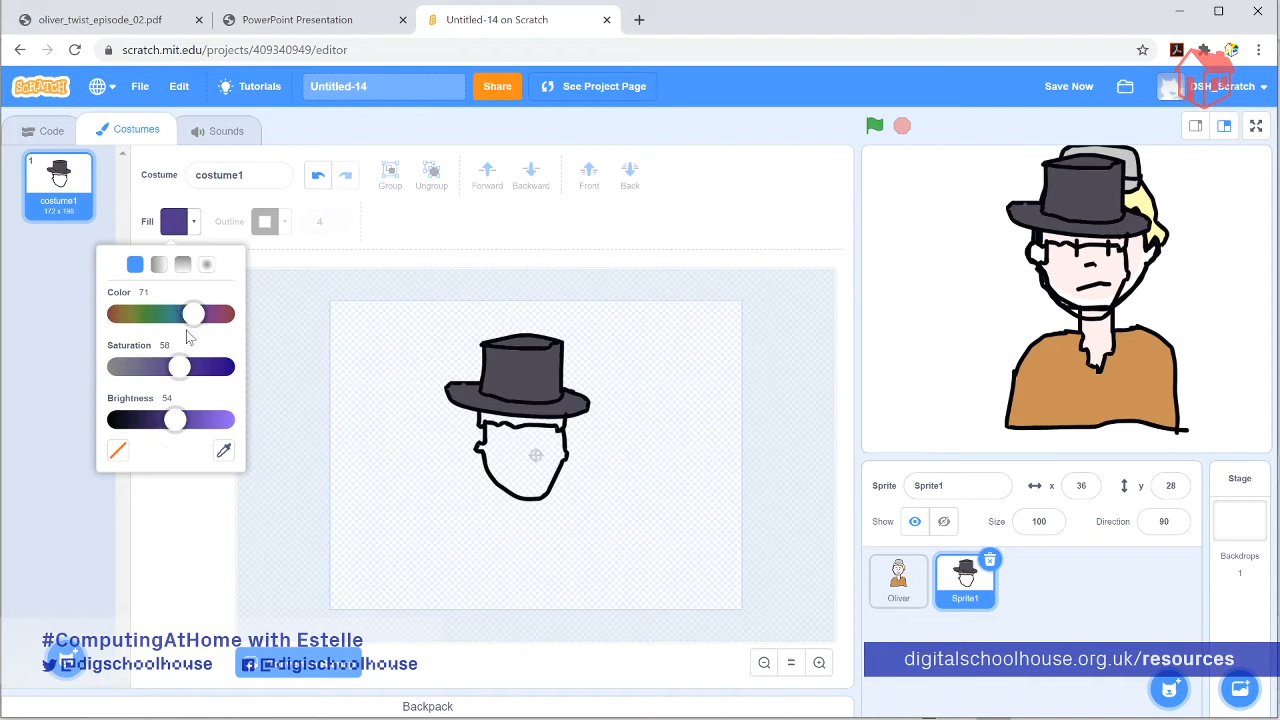 oliver_twist_episode_02.pdf
PowerPoint Presentation
Untitled-14 on Scratch
scratch.mit.edu/projects/409340949/editor
SCRATCH
File
Edit
Tutorials
Untitled-14
Share
See Project Page
Save Now
DSH_Scratch
Code
Costumes
Sounds
1
costume1
172 x 198
Costume
costume1
Group
Ungroup
Forward
Backward
Front
Back
Fill
Outline
4
Color 71
Saturation 58
Brightness 54
Sprite
Sprite1
x
36
y
28
Show
Size
100
Direction
90
Stage
Backdrops
1
Oliver
Sprite1
#ComputingAtHome with Estelle
@digschoolhouse
@digischoolhouse
digitalschoolhouse.org.uk/resources
Backpack